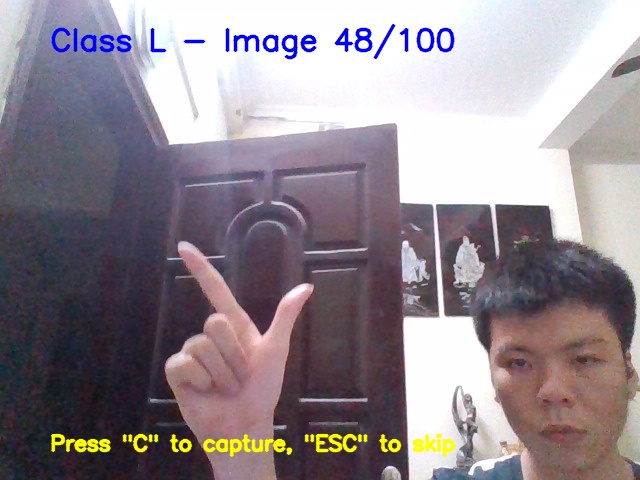 Class L - Image 48/100
Press "C" to capture, "ESC" to skip